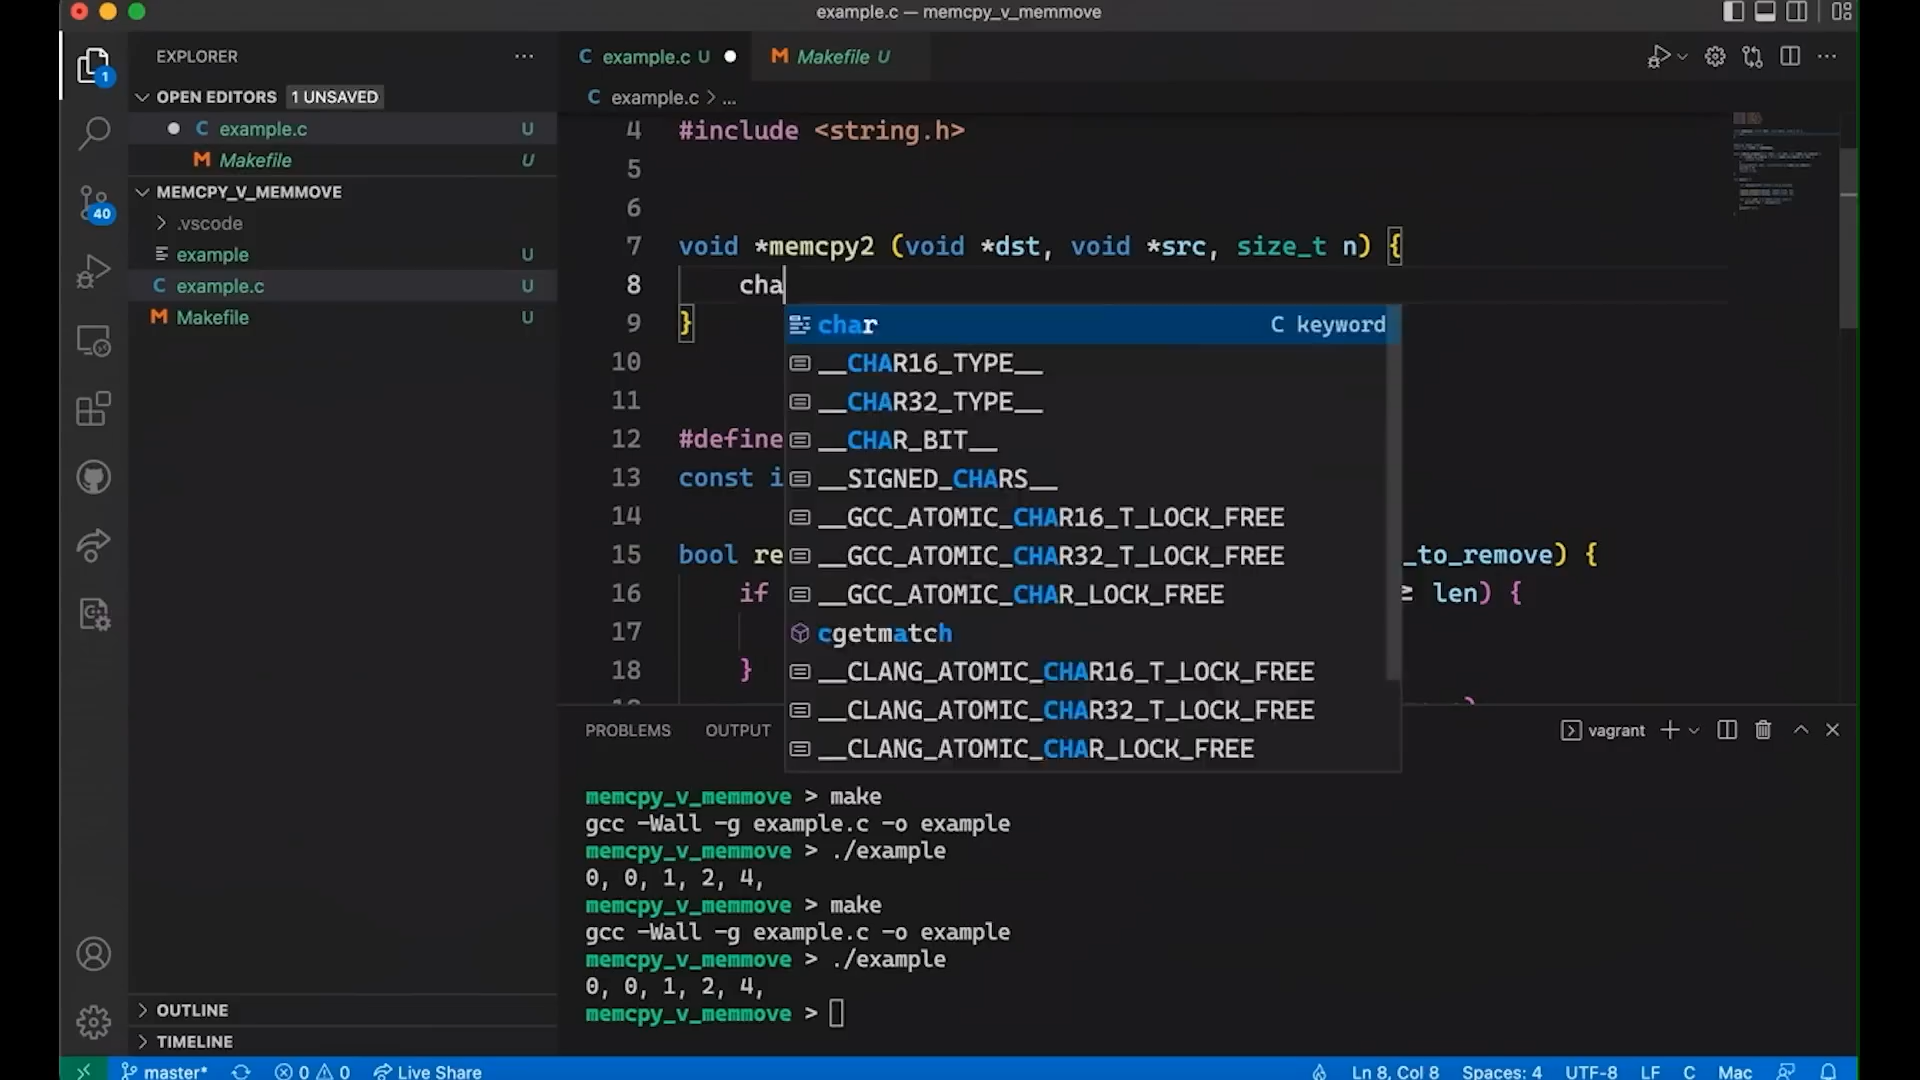 example.c — memcpy_v_memmove
EXPLORER
example.c U
Makefile U
1
OPEN EDITORS 1 UNSAVED
example.c > ...
example.c U
Makefile U
MEMCPY_V_MEMMOVE
40
.vscode
example U
example.c U
Makefile U
4 #include <string.h>
5
6
7 void *memcpy2 (void *dst, void *src, size_t n) {
8 cha
9 }
char C keyword
10 __CHAR16_TYPE__
11 __CHAR32_TYPE__
12 #define __CHAR_BIT__
13 const i __SIGNED_CHARS__
14 __GCC_ATOMIC_CHAR16_T_LOCK_FREE
15 bool re __GCC_ATOMIC_CHAR32_T_LOCK_FREE _to_remove) {
16 if __GCC_ATOMIC_CHAR_LOCK_FREE ≥ len) {
17 cgetmatch
18 } __CLANG_ATOMIC_CHAR16_T_LOCK_FREE
__CLANG_ATOMIC_CHAR32_T_LOCK_FREE
__CLANG_ATOMIC_CHAR_LOCK_FREE
PROBLEMS OUTPUT vagrant
memcpy_v_memmove > make
gcc -Wall -g example.c -o example
memcpy_v_memmove > ./example
0, 0, 1, 2, 4,
memcpy_v_memmove > make
gcc -Wall -g example.c -o example
memcpy_v_memmove > ./example
0, 0, 1, 2, 4,
memcpy_v_memmove >
OUTLINE
TIMELINE
master* 0 0 Live Share Ln 8, Col 8 Spaces: 4 UTF-8 LF C Mac